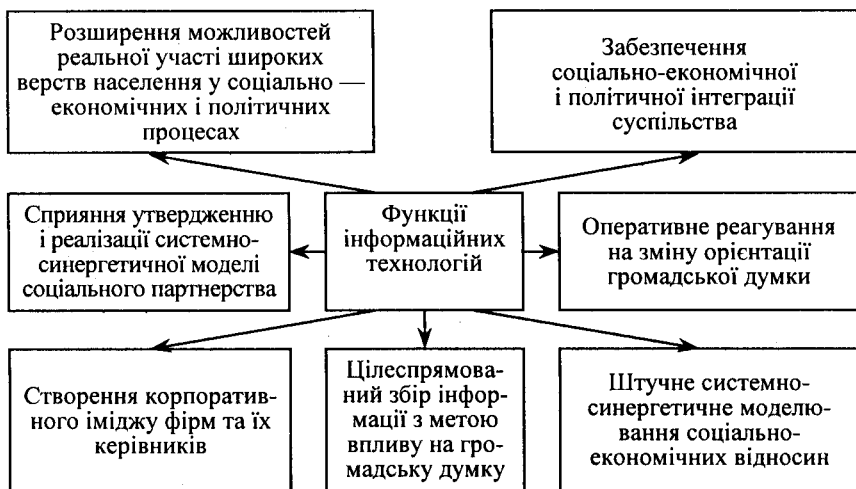 Розширення можливостей
реальної участі широких
верств населення у соціально —
економічних і політичних
процесах
Забезпечення
соціально-економічної
і політичної інтеграції
суспільства
Сприяння утвердженню
і реалізації системно-
синергетичної моделі
соціального партнерства
Функції
інформаційних
технологій
Оперативне реагування
на зміну орієнтації
громадської думки
Створення корпоратив-
ного іміджу фірм та їх
керівників
Цілеспрямова-
ний збір інфор-
мації з метою
впливу на гро-
мадську думку
Штучне системно-
синергетичне моделю-
вання соціально-
економічних відносин